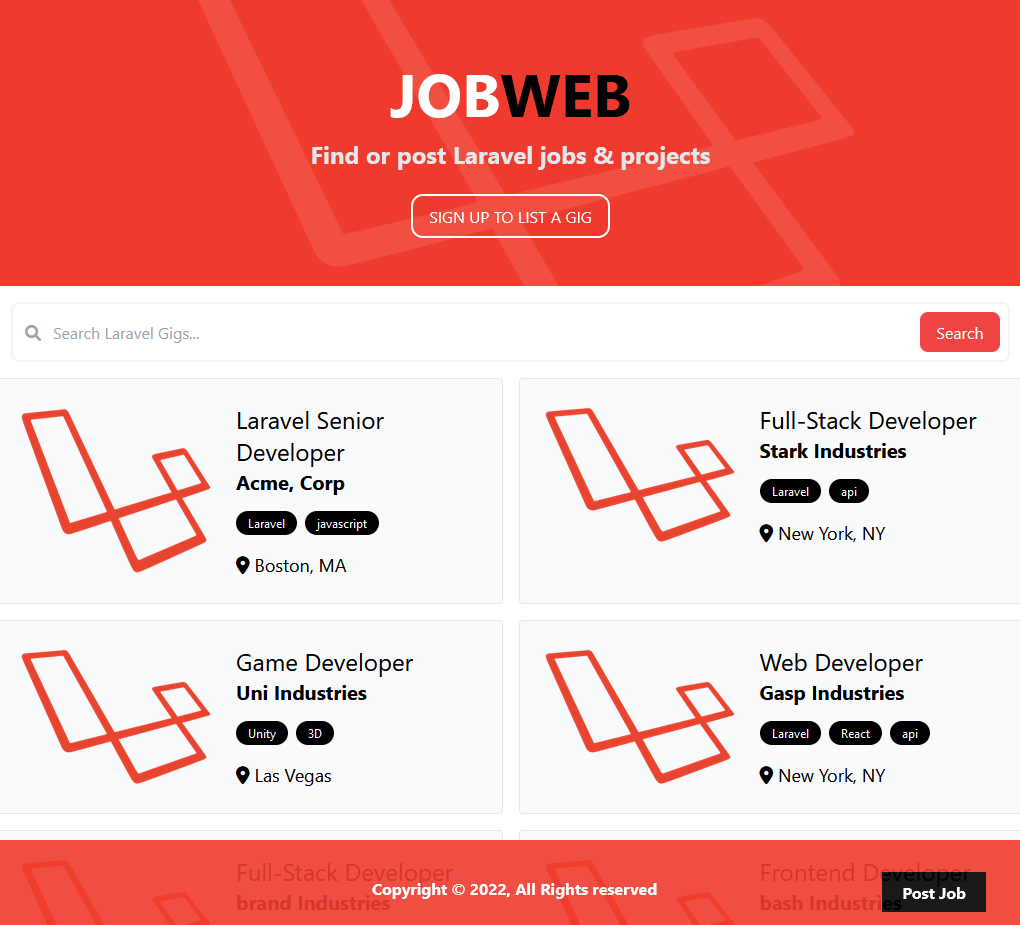 JOBWEB
Find or post Laravel jobs & projects
SIGN UP TO LIST A GIG
Search Laravel Gigs...
Search
Laravel Senior
Developer
Acme, Corp
Laravel javascript
Boston, MA
Full-Stack Developer
Stark Industries
Laravel api
New York, NY
Game Developer
Uni Industries
Unity 3D
Las Vegas
Web Developer
Gasp Industries
Laravel React api
New York, NY
Full-Stack Developer
brand Industries
Frontend Developer
bash Industries
Copyright © 2022, All Rights reserved
Post Job